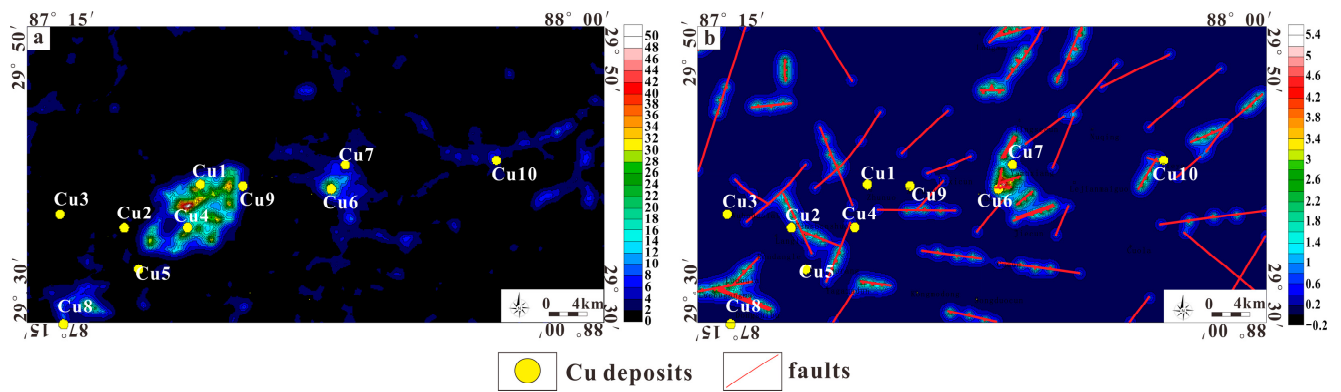 87° 15′
88° 00′
a
29° 50′
29° 50′
50
48
46
44
42
40
38
36
34
32
30
28
26
24
22
20
18
16
14
12
10
8
6
4
2
0
Cu7
Cu10
Cu1
Cu9
Cu6
Cu3
Cu2
Cu4
Cu5
Cu8
29° 30′
29° 30′
0 4km
87° 15′
88° 00′
87° 15′
88° 00′
b
29° 50′
29° 50′
5.4
5
4.6
4.2
3.8
3.4
3
2.6
2.2
1.8
1.4
1
0.6
0.2
−0.2
Cu7
Cu10
Cu1
Cu9
Cu6
Cu3
Cu2
Cu4
Cu5
Cu8
29° 30′
29° 30′
0 4km
87° 15′
88° 00′
Cu deposits
faults